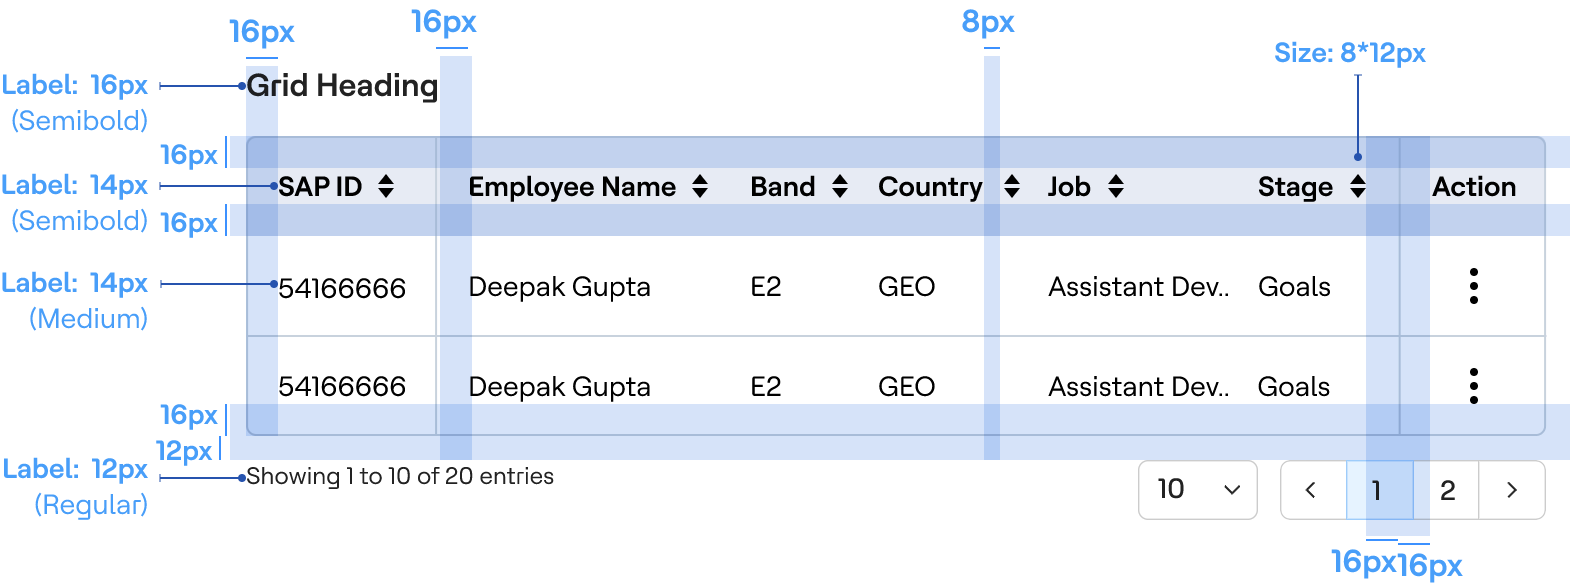 16px
16px
8px
Size: 8*12px
Label: 16px
(Semibold)
Grid Heading
16px
Label: 14px
(Semibold)
16px
SAP ID Employee Name Band Country Job Stage Action
Label: 14px
(Medium)
54166666 Deepak Gupta E2 GEO Assistant Dev.. Goals
54166666 Deepak Gupta E2 GEO Assistant Dev.. Goals
16px
12px
Label: 12px
(Regular)
Showing 1 to 10 of 20 entries
10
1 2
16px
16px